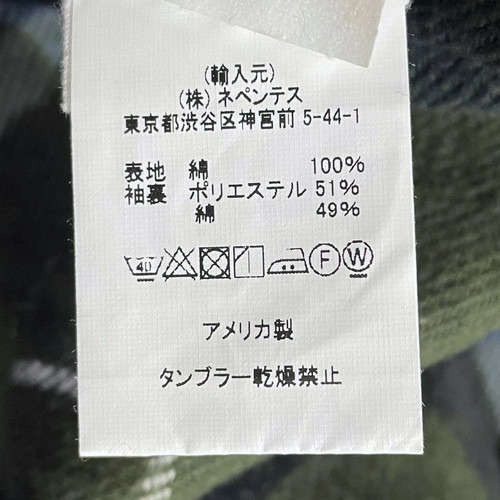 (輸入元)
(株) ネペンテス
東京都渋谷区神宮前 5-44-1
表地 綿 100%
袖裏 ポリエステル 51%
綿 49%
40 F W
アメリカ製
タンブラー乾燥禁止